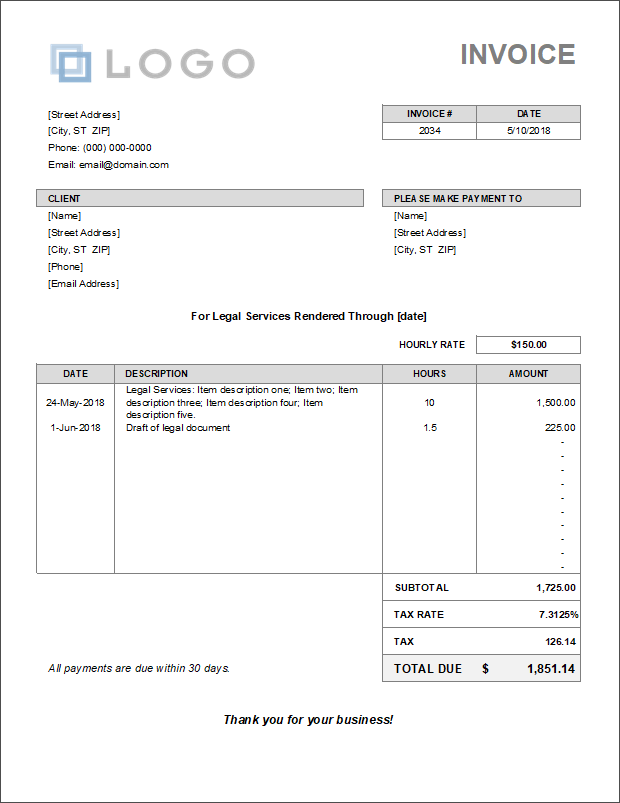 LOGO
INVOICE
[Street Address]
[City, ST  ZIP]
Phone: (000) 000-0000
Email: email@domain.com
INVOICE # DATE
2034 5/10/2018
CLIENT
[Name]
[Street Address]
[City, ST  ZIP]
[Phone]
[Email Address]
PLEASE MAKE PAYMENT TO
[Name]
[Street Address]
[City, ST  ZIP]
For Legal Services Rendered Through [date]
HOURLY RATE $150.00
DATE DESCRIPTION HOURS AMOUNT
Legal Services: Item description one; Item two; Item
24-May-2018 description three; Item description four; Item 10 1,500.00
description five.
1-Jun-2018 Draft of legal document 1.5 225.00
-
-
-
-
-
-
-
-
-
-
SUBTOTAL 1,725.00
TAX RATE 7.3125%
TAX 126.14
All payments are due within 30 days. TOTAL DUE $ 1,851.14
Thank you for your business!